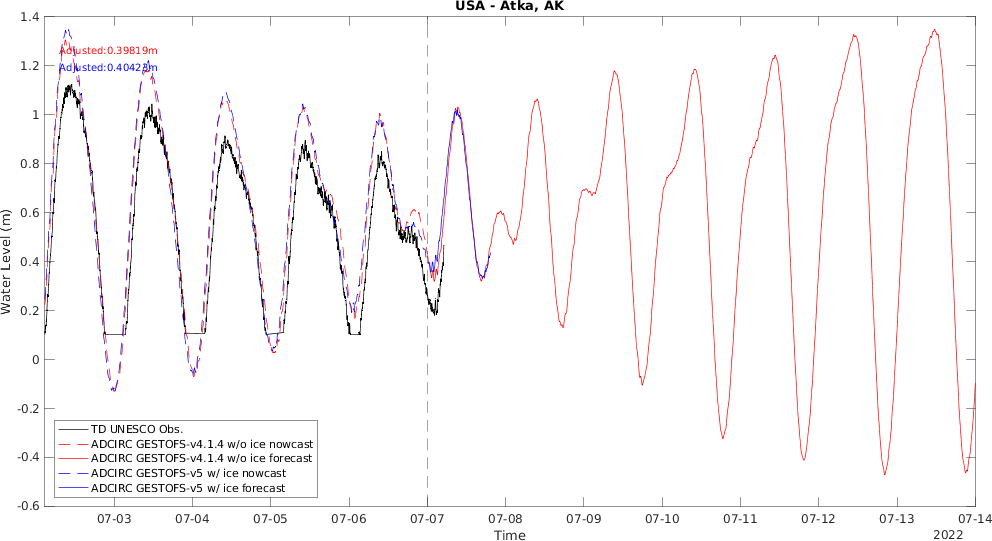 USA - Atka, AK
Adjusted:0.39819m
Adjusted:0.40423m
Water Level (m)
1.4
1.2
1
0.8
0.6
0.4
0.2
0
-0.2
-0.4
-0.6
TD UNESCO Obs.
ADCIRC GESTOFS-v4.1.4 w/o ice nowcast
ADCIRC GESTOFS-v4.1.4 w/o ice forecast
ADCIRC GESTOFS-v5 w/ ice nowcast
ADCIRC GESTOFS-v5 w/ ice forecast
07-03 07-04 07-05 07-06 07-07 07-08 07-09 07-10 07-11 07-12 07-13 07-14
Time
2022